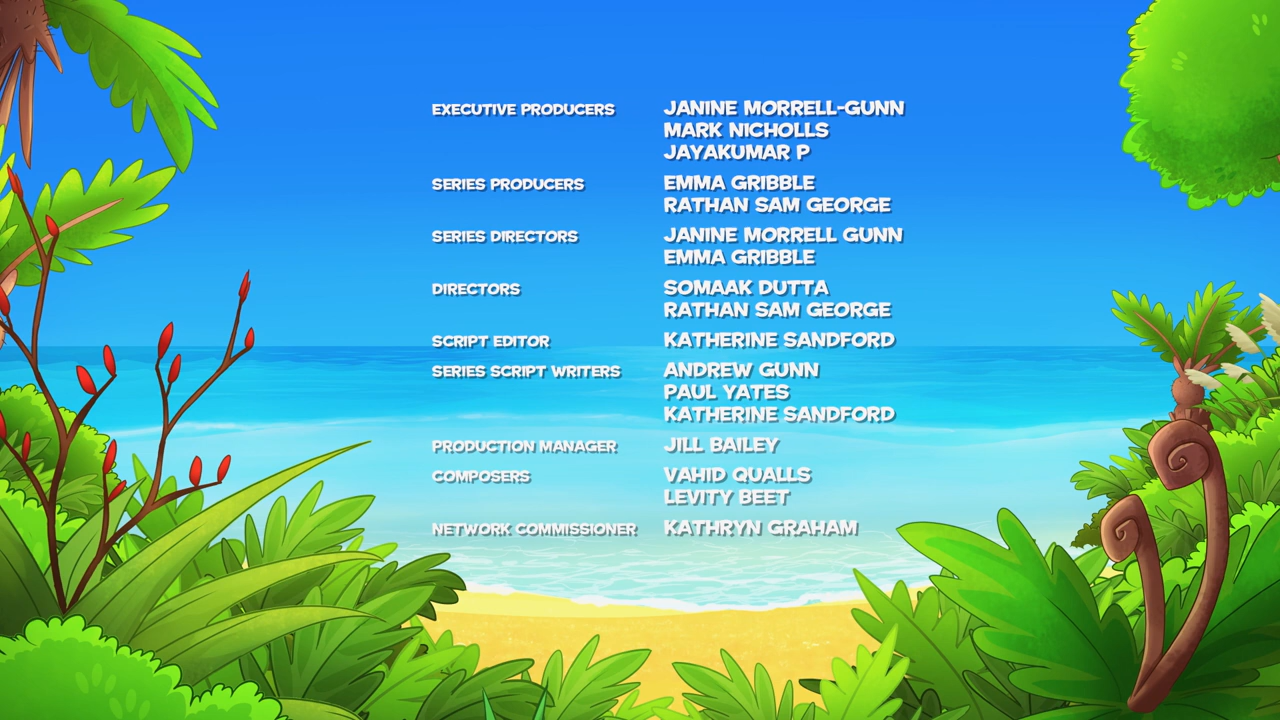 EXECUTIVE PRODUCERS JANINE MORRELL-GUNN
MARK NICHOLLS
JAYAKUMAR P
SERIES PRODUCERS EMMA GRIBBLE
RATHAN SAM GEORGE
SERIES DIRECTORS JANINE MORRELL GUNN
EMMA GRIBBLE
DIRECTORS SOMAAK DUTTA
RATHAN SAM GEORGE
SCRIPT EDITOR KATHERINE SANDFORD
SERIES SCRIPT WRITERS ANDREW GUNN
PAUL YATES
KATHERINE SANDFORD
PRODUCTION MANAGER JILL BAILEY
COMPOSERS VAHID QUALLS
LEVITY BEET
NETWORK COMMISSIONER KATHRYN GRAHAM